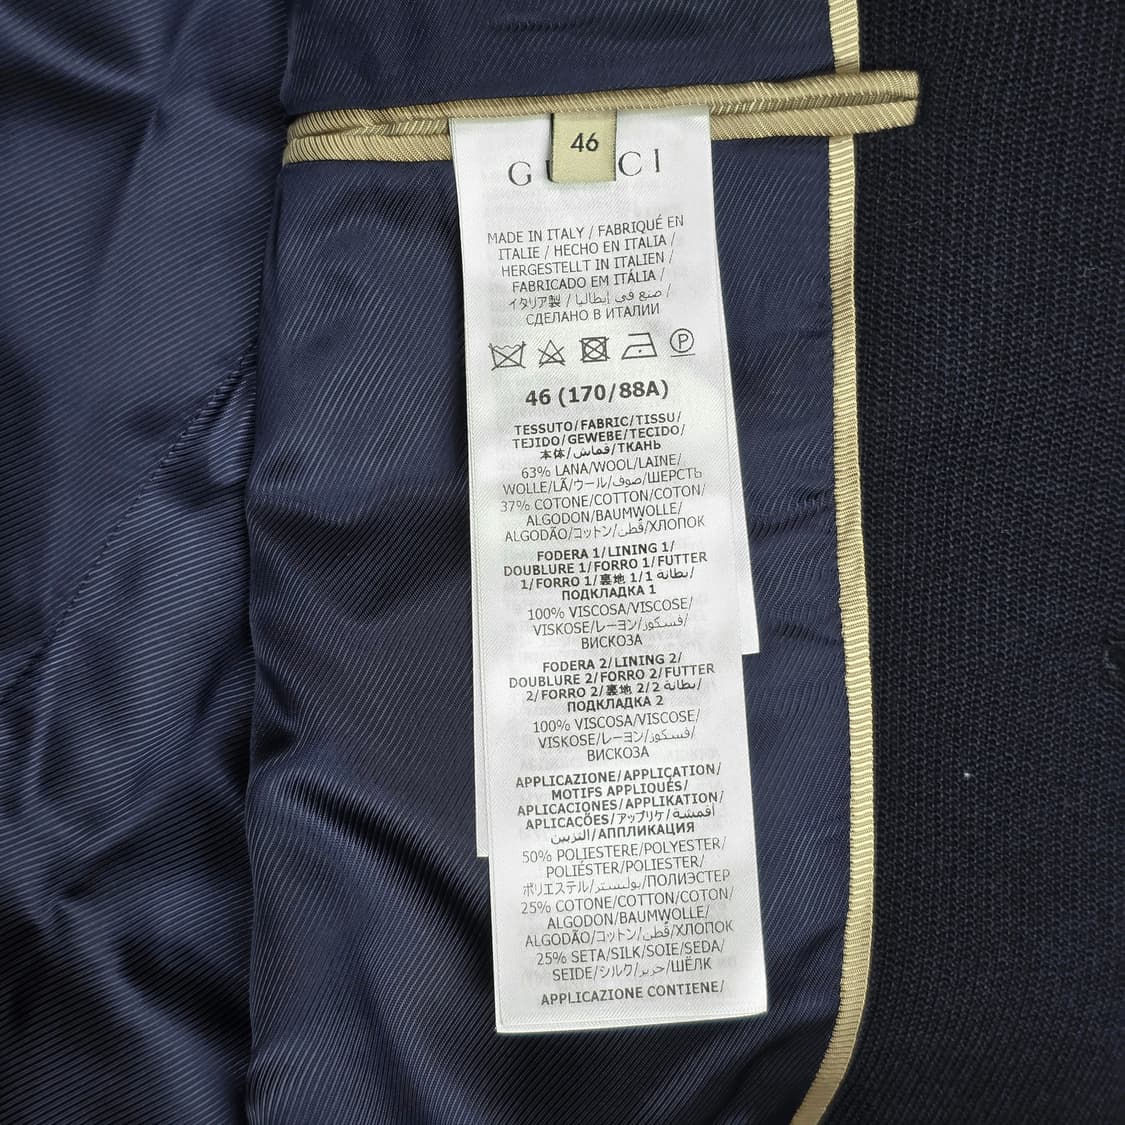 46
GUCCI
MADE IN ITALY / FABRIQUÉ EN
ITALIE / HECHO EN ITALIA /
HERGESTELLT IN ITALIEN /
FABRICADO EM ITÁLIA /
イタリア製 / صنع في إيطاليا /
СДЕЛАНО В ИТАЛИИ
P
46 (170/88A)
TESSUTO/FABRIC/TISSU/
TEJIDO/GEWEBE/TECIDO/
本体/قماش/ТКАНЬ
63% LANA/WOOL/LAINE/
WOLLE/LÃ/ウール/صوف/ШЕРСТЬ
37% COTONE/COTTON/COTON/
ALGODON/BAUMWOLLE/
ALGODÃO/コットン/قطن/ХЛОПОК
FODERA 1/LINING 1/
DOUBLURE 1/FORRO 1/FUTTER
1/FORRO 1/裏地 1/بطانة 1/
ПОДКЛАДКА 1
100% VISCOSA/VISCOSE/
VISKOSE/レーヨン/فسكوز/
ВИСКОЗА
FODERA 2/LINING 2/
DOUBLURE 2/FORRO 2/FUTTER
2/FORRO 2/裏地 2/بطانة 2/
ПОДКЛАДКА 2
100% VISCOSA/VISCOSE/
VISKOSE/レーヨン/فسكوز/
ВИСКОЗА
APPLICAZIONE/APPLICATION/
MOTIFS APPLIQUÉS/
APLICACIONES/APPLIKATION/
APLICAÇÕES/アップリケ/أقمشة
التزيين/АППЛИКАЦИЯ
50% POLIESTERE/POLYESTER/
POLIÉSTER/POLIESTER/
ポリエステル/بوليستر/ПОЛИЭСТЕР
25% COTONE/COTTON/COTON/
ALGODON/BAUMWOLLE/
ALGODÃO/コットン/قطن/ХЛОПОК
25% SETA/SILK/SOIE/SEDA/
SEIDE/シルク/حرير/ШЁЛК
APPLICAZIONE CONTIENE/